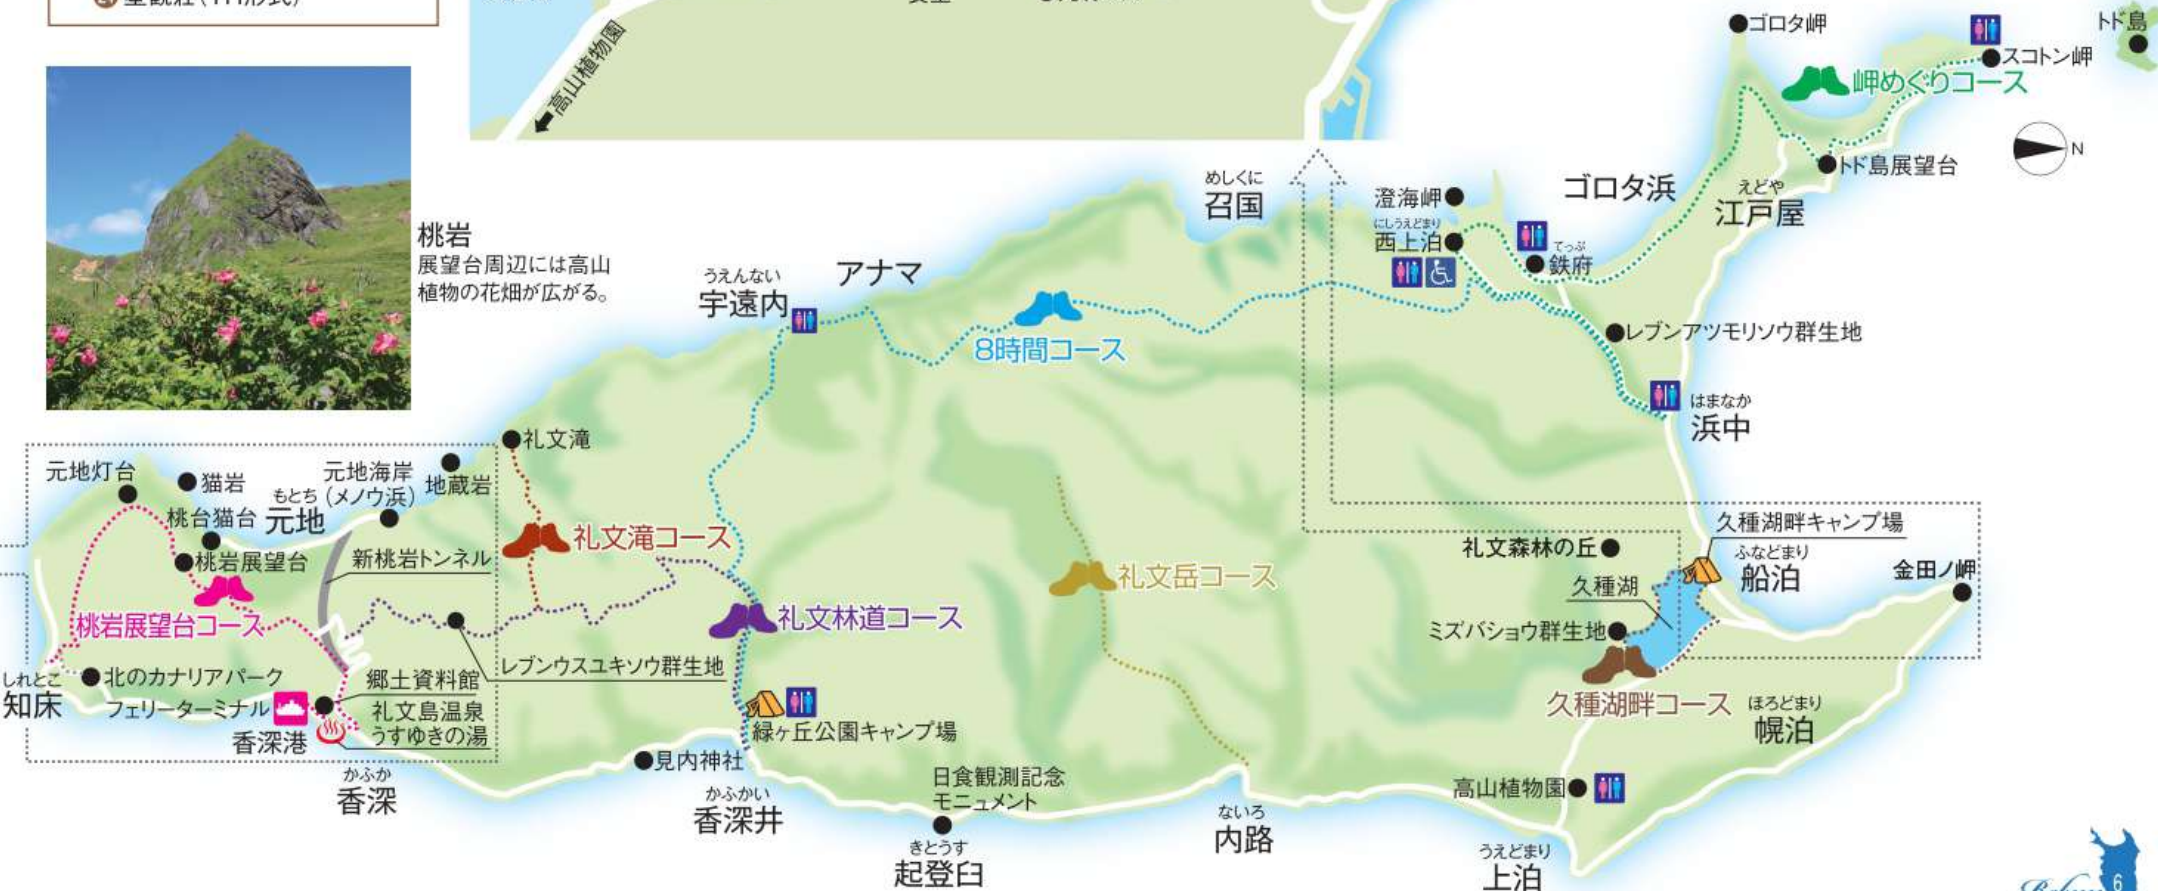 高山植物園
桃岩
展望台周辺には高山
植物の花畑が広がる。
ゴロタ岬
トド島
スコトン岬
岬めぐりコース
N
トド島展望台
ゴロタ浜
えどや
江戸屋
めしくに
召国
澄海岬
にしうえどまり
西上泊
てっぷ
鉄府
うえんない
宇遠内
アナマ
8時間コース
レブンアツモリソウ群生地
はまなか
浜中
礼文滝
元地灯台
猫岩
元地海岸
(メノウ浜)
地蔵岩
もとち
元地
桃台猫台
桃岩展望台
新桃岩トンネル
礼文滝コース
桃岩展望台コース
礼文林道コース
礼文岳コース
礼文森林の丘
久種湖畔キャンプ場
ふなどまり
船泊
金田ノ岬
久種湖
ミズバショウ群生地
久種湖畔コース
ほろどまり
幌泊
レブンウスユキソウ群生地
しれとこ
知床
北のカナリアパーク
郷土資料館
フェリーターミナル
礼文島温泉
うすゆきの湯
香深港
かふか
香深
緑ヶ丘公園キャンプ場
見内神社
かふかい
香深井
日食観測記念
モニュメント
きとうす
起登臼
ないろ
内路
高山植物園
うえどまり
上泊
6